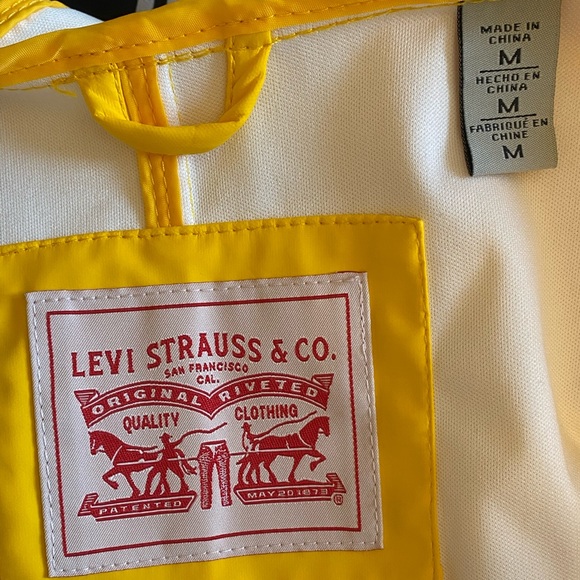 MADE IN
CHINA
M
HECHO EN
CHINA
M
FABRIQUÉ EN
CHINE
M
LEVI STRAUSS & CO.
SAN FRANCISCO
CAL.
ORIGINAL RIVETED
QUALITY CLOTHING
PATENTED MAY 20 1873
®